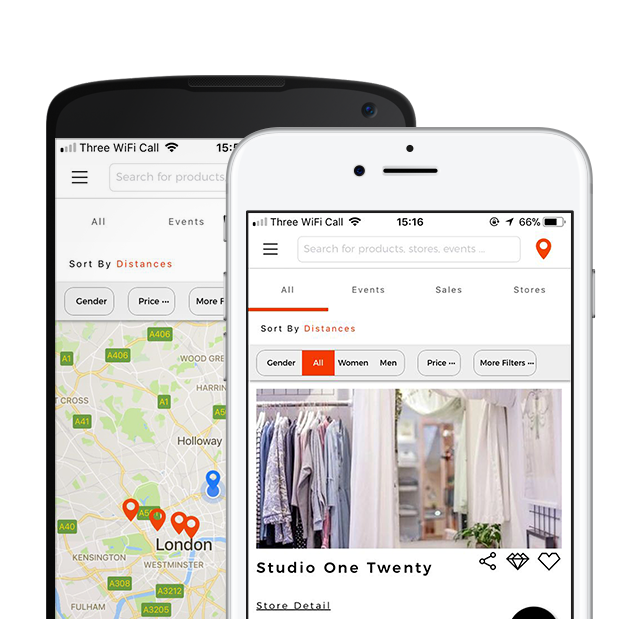 Three WiFi Call
Search for products,
All Events
Sort By Distances
Gender Price ••• More F
A406
A406
A1
WOOD GRE
HARRIN
T CROSS
A1
A41
Holloway
A40
London
KENSINGTON
WESTMINSTER
A308
A3212
FULHAM
A3205
Three WiFi Call 15:16 66%
Search for products, stores, events ...
All Events Sales Stores
Sort By Distances
Gender All Women Men Price ••• More Filters •••
Studio One Twenty
Store Detail